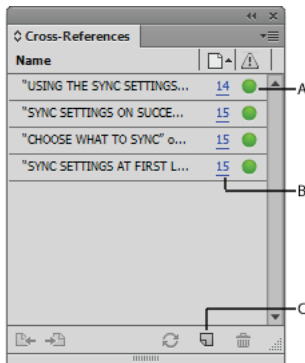 Cross-References
Name
"USING THE SYNC SETTINGS... 14 A
"SYNC SETTINGS ON SUCCE... 15
"CHOOSE WHAT TO SYNC" o... 15
"SYNC SETTINGS AT FIRST L... 15
B
C